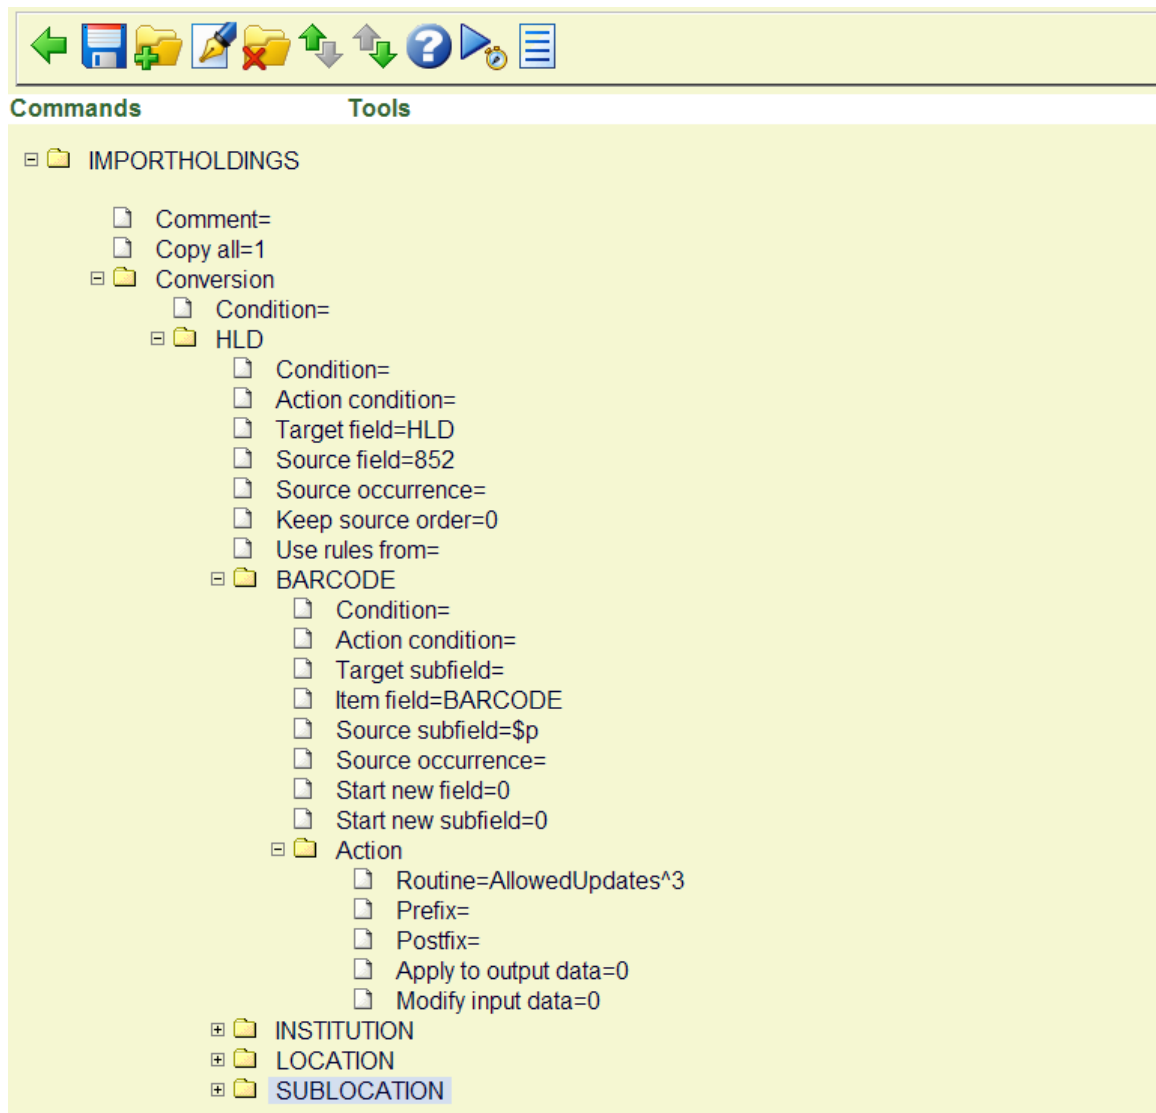 Commands Tools
IMPORTHOLDINGS
Comment=
Copy all=1
Conversion
Condition=
HLD
Condition=
Action condition=
Target field=HLD
Source field=852
Source occurrence=
Keep source order=0
Use rules from=
BARCODE
Condition=
Action condition=
Target subfield=
Item field=BARCODE
Source subfield=$p
Source occurrence=
Start new field=0
Start new subfield=0
Action
Routine=AllowedUpdates^3
Prefix=
Postfix=
Apply to output data=0
Modify input data=0
INSTITUTION
LOCATION
SUBLOCATION